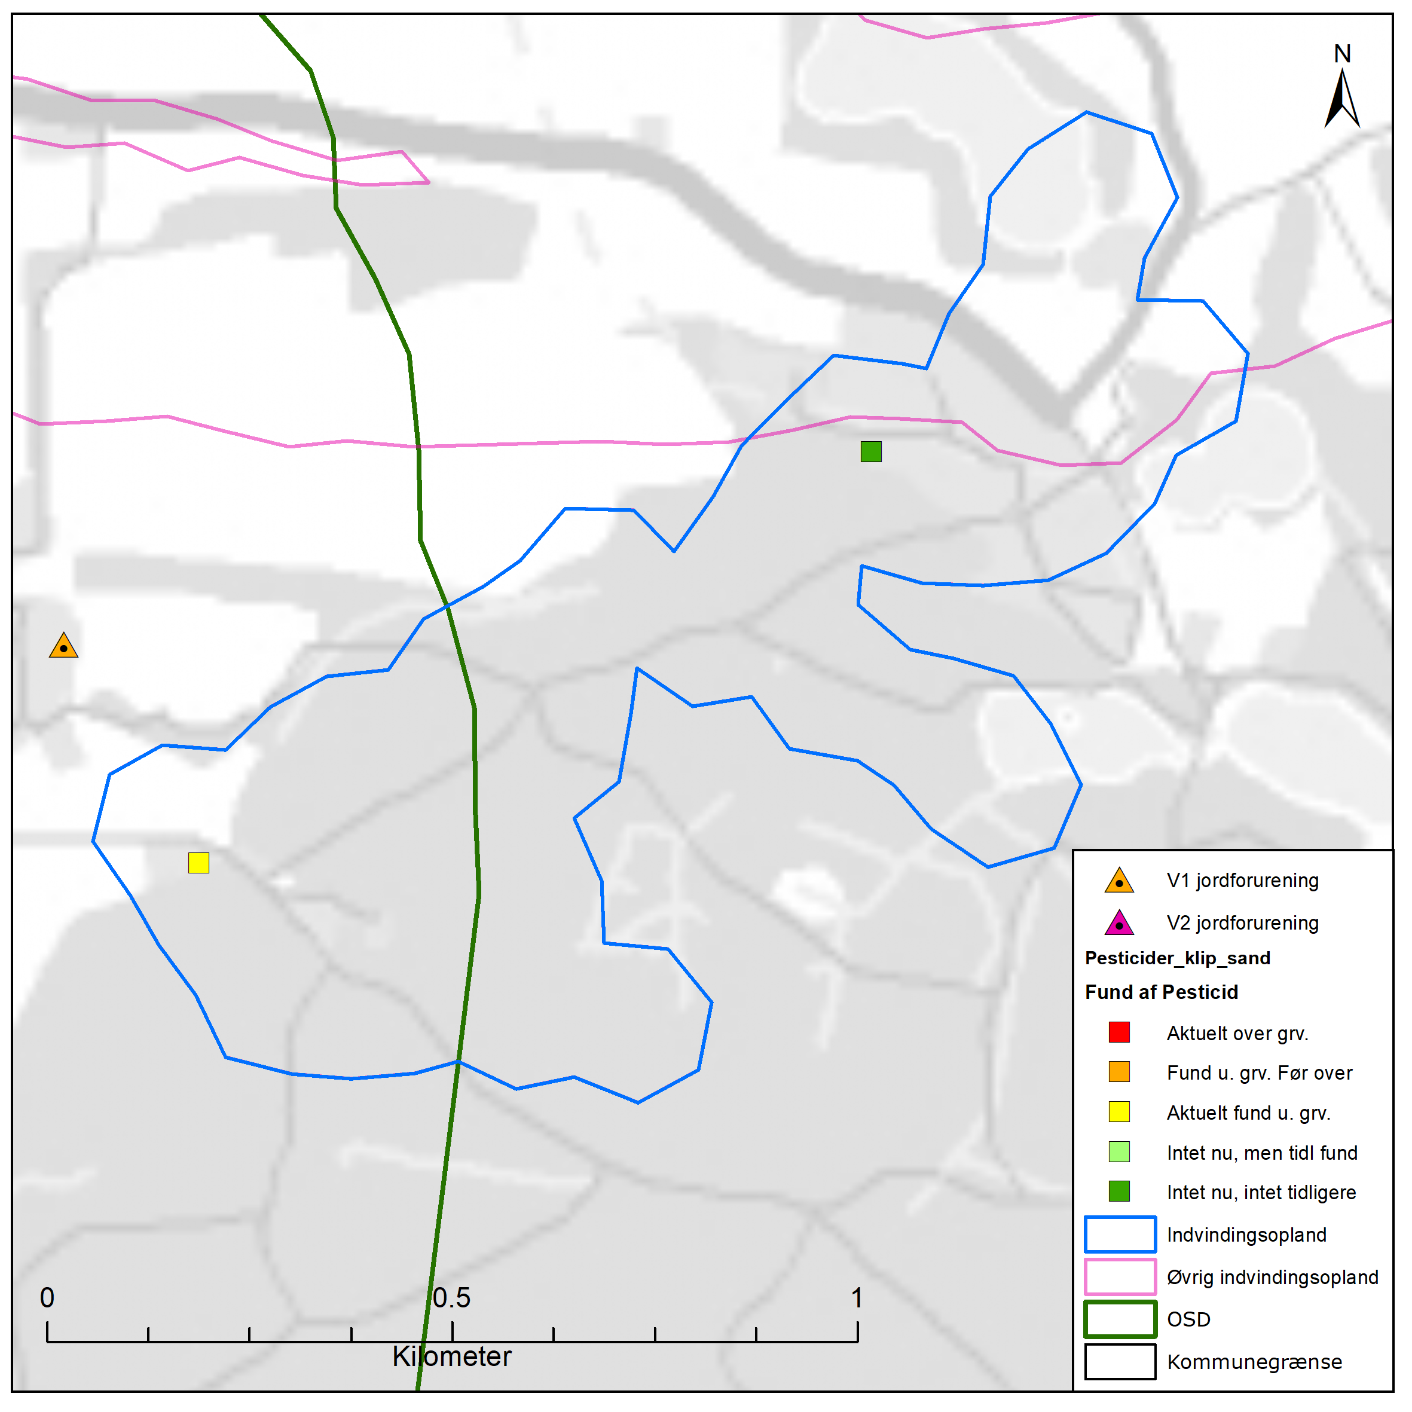 N
V1 jordforurening
V2 jordforurening
Pesticider_klip_sand
Fund af Pesticid
Aktuelt over grv.
Fund u. grv. Før over
Aktuelt fund u. grv.
Intet nu, men tidl fund
Intet nu, intet tidligere
Indvindingsopland
Øvrig indvindingsopland
OSD
Kommunegrænse
0 0.5 1
Kilometer